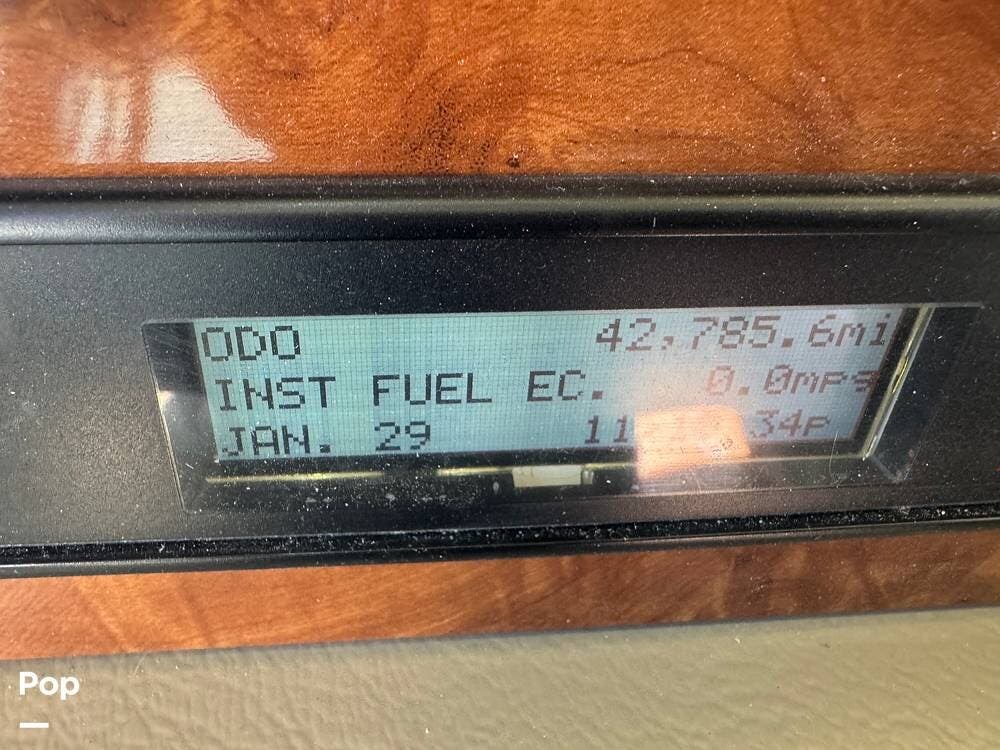 ODO 42,785.6mi
INST FUEL EC. 0.0mpg
JAN. 29
Pop